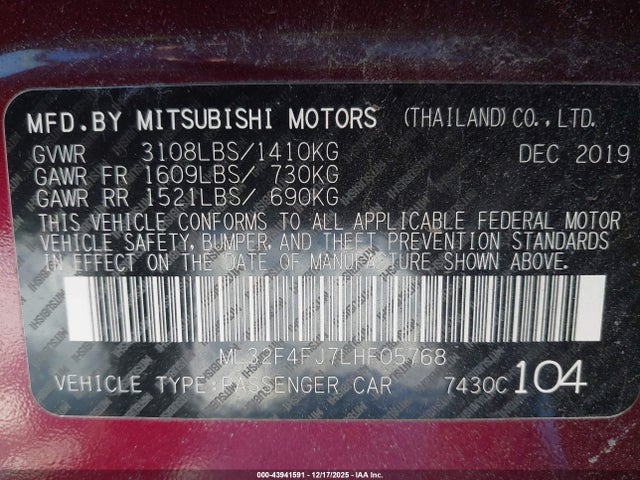 MFD.BY MITSUBISHI MOTORS (THAILAND)CO.,LTD.
GVWR 3108LBS/1410KG DEC 2019
GAWR FR 1609LBS/ 730KG
GAWR RR 1521LBS/ 690KG
THIS VEHICLE CONFORMS TO ALL APPLICABLE FEDERAL MOTOR
VEHICLE SAFETY, BUMPER, AND THEFT PREVENTION STANDARDS
IN EFFECT ON THE DATE OF MANUFACTURE SHOWN ABOVE.
ML32F4FJ7LHF05768
VEHICLE TYPE:PASSENGER CAR 7430C 104
000-43941591 - 12/17/2025 - IAA Inc.